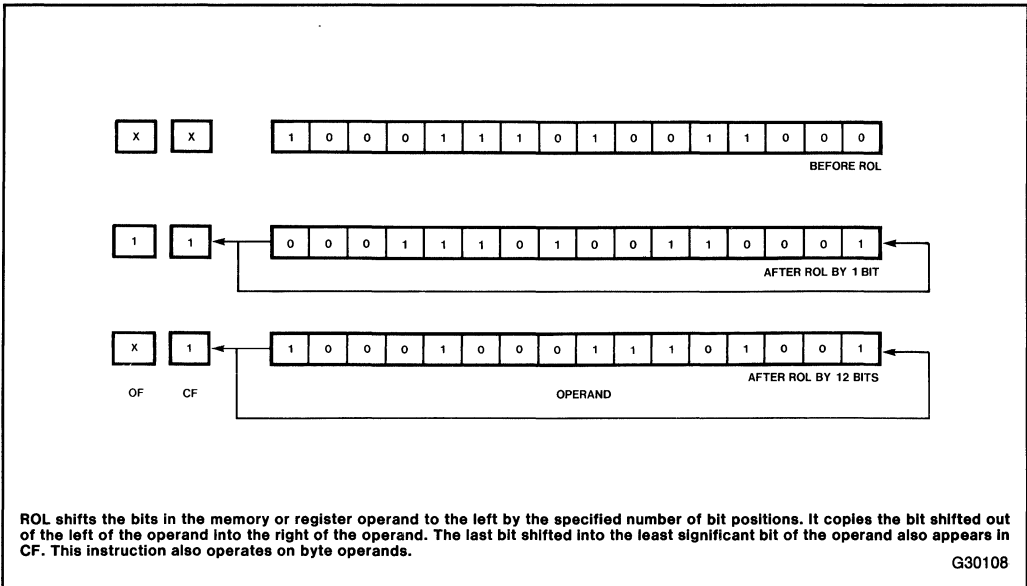 X X 1 0 0 0 1 1 1 0 1 0 0 1 1 0 0 0
BEFORE ROL
1 1 0 0 0 1 1 1 0 1 0 0 1 1 0 0 0 1
AFTER ROL BY 1 BIT
X 1 1 0 0 0 1 0 0 0 1 1 1 0 1 0 0 1
AFTER ROL BY 12 BITS
OF CF OPERAND
ROL shifts the bits in the memory or register operand to the left by the specified number of bit positions. It copies the bit shifted out
of the left of the operand into the right of the operand. The last bit shifted into the least significant bit of the operand also appears in
CF. This instruction also operates on byte operands.
G30108